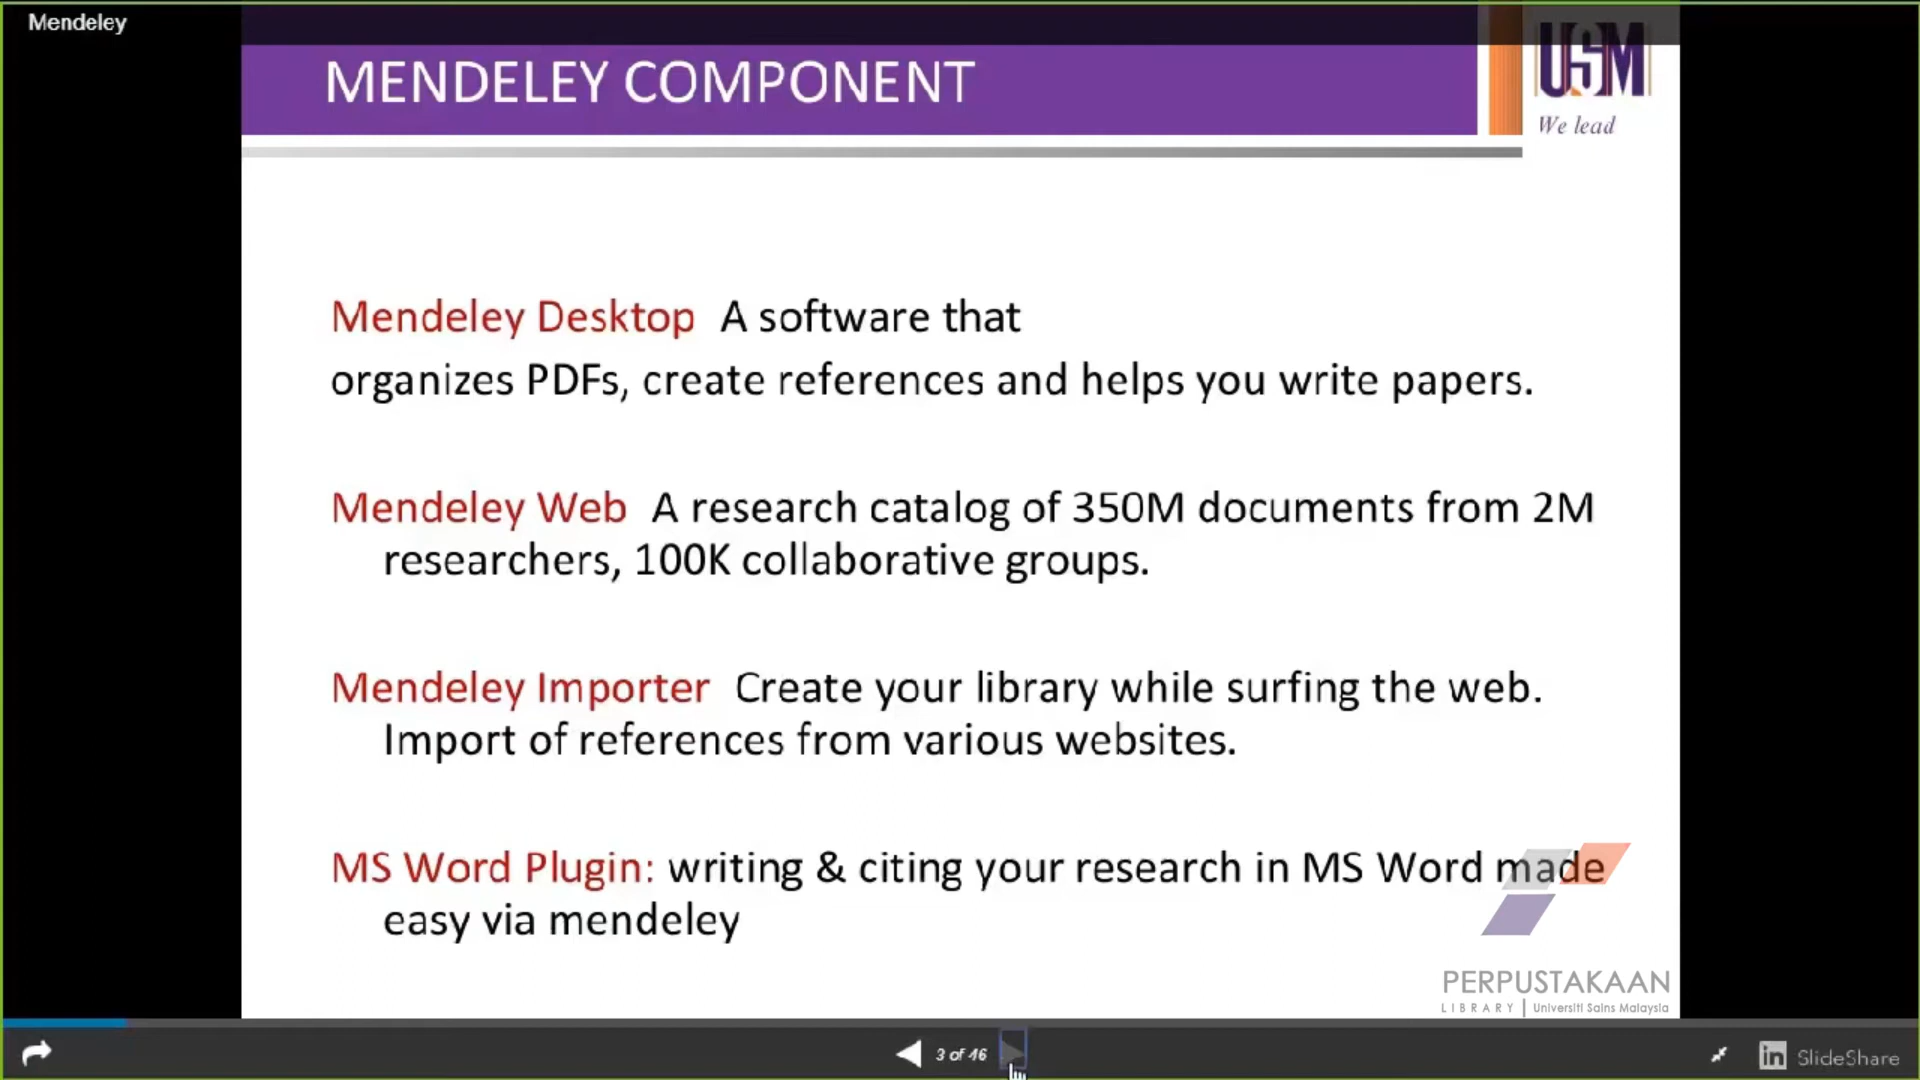 Mendeley
MENDELEY COMPONENT
USM
We lead
Mendeley Desktop A software that
organizes PDFs, create references and helps you write papers.
Mendeley Web A research catalog of 350M documents from 2M
researchers, 100K collaborative groups.
Mendeley Importer Create your library while surfing the web.
Import of references from various websites.
MS Word Plugin: writing & citing your research in MS Word made
easy via mendeley
PERPUSTAKAAN
LIBRARY | Universiti Sains Malaysia
3 of 46
in SlideShare